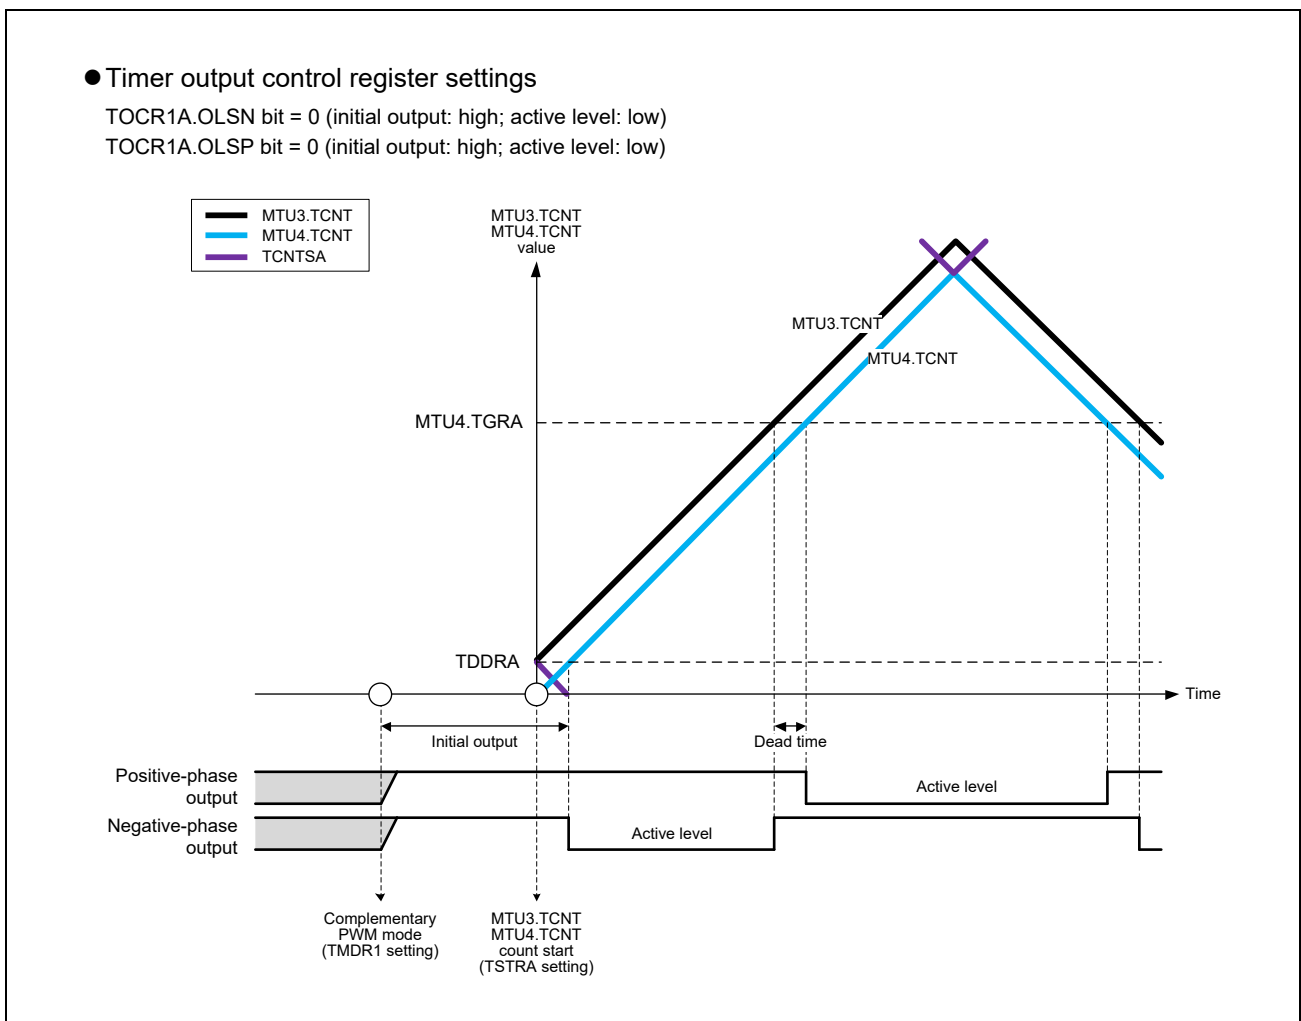 ● Timer output control register settings
TOCR1A.OLSN bit = 0 (initial output: high; active level: low)
TOCR1A.OLSP bit = 0 (initial output: high; active level: low)
MTU3.TCNT
MTU4.TCNT
TCNTSA
MTU3.TCNT
MTU4.TCNT
value
MTU3.TCNT
MTU4.TCNT
MTU4.TGRA
TDDRA
Time
Initial output
Dead time
Positive-phase
output
Active level
Negative-phase
output
Active level
Complementary
PWM mode
(TMDR1 setting)
MTU3.TCNT
MTU4.TCNT
count start
(TSTRA setting)